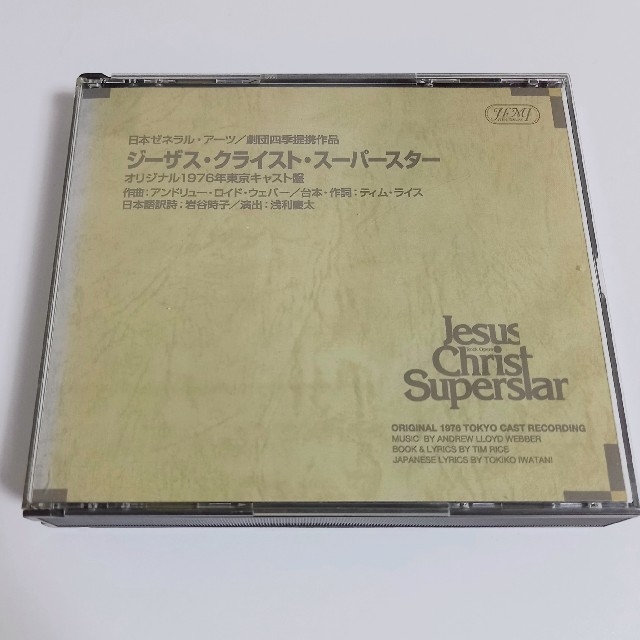 日本ゼネラル・アーツ/劇団四季提携作品
ジーザス・クライスト・スーパースター
オリジナル1976年東京キャスト盤
作曲:アンドリュー・ロイド・ウェバー/台本・作詞:ティム・ライス
日本語訳詩:岩谷時子/演出:浅利慶太
Jesus
Christ
Superstar
ORIGINAL 1976 TOKYO CAST RECORDING
MUSIC BY ANDREW LLOYD WEBBER
BOOK & LYRICS BY TIM RICE
JAPANESE LYRICS BY TOKIKO IWATANI